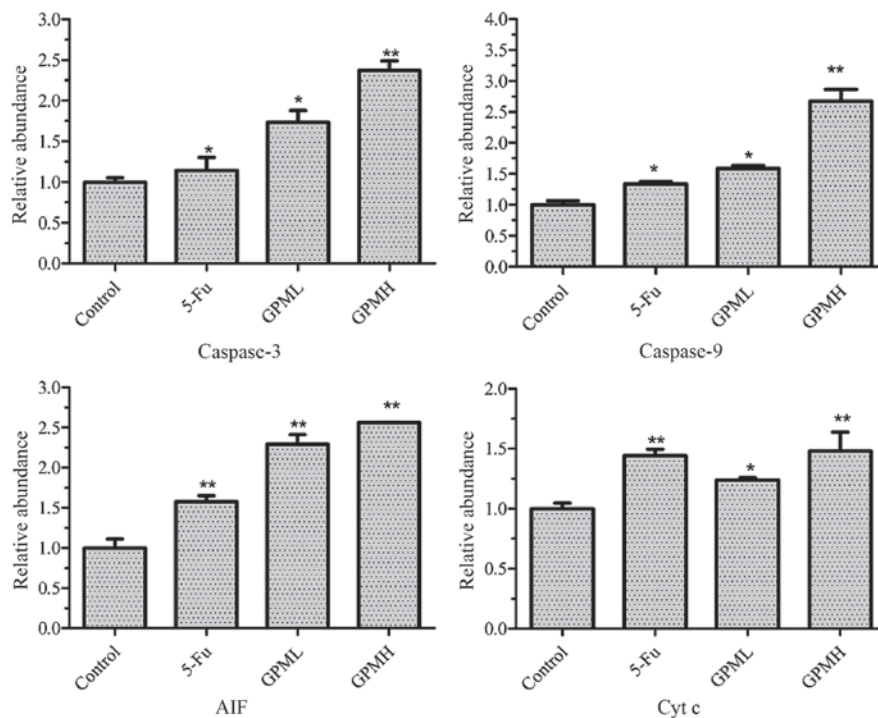 Relative abundance
3.0
2.5
2.0
1.5
1.0
0.5
0.0
*
*
**
Control
5-Fu
GPML
GPMH
Caspase-3
Relative abundance
4.0
3.5
3.0
2.5
2.0
1.5
1.0
0.5
0.0
*
*
**
Control
5-Fu
GPML
GPMH
Caspase-9
Relative abundance
3.0
2.5
2.0
1.5
1.0
0.5
0.0
**
**
**
Control
5-Fu
GPML
GPMH
AIF
Relative abundance
2.0
1.5
1.0
0.5
0.0
**
*
**
Control
5-Fu
GPML
GPMH
Cyt c